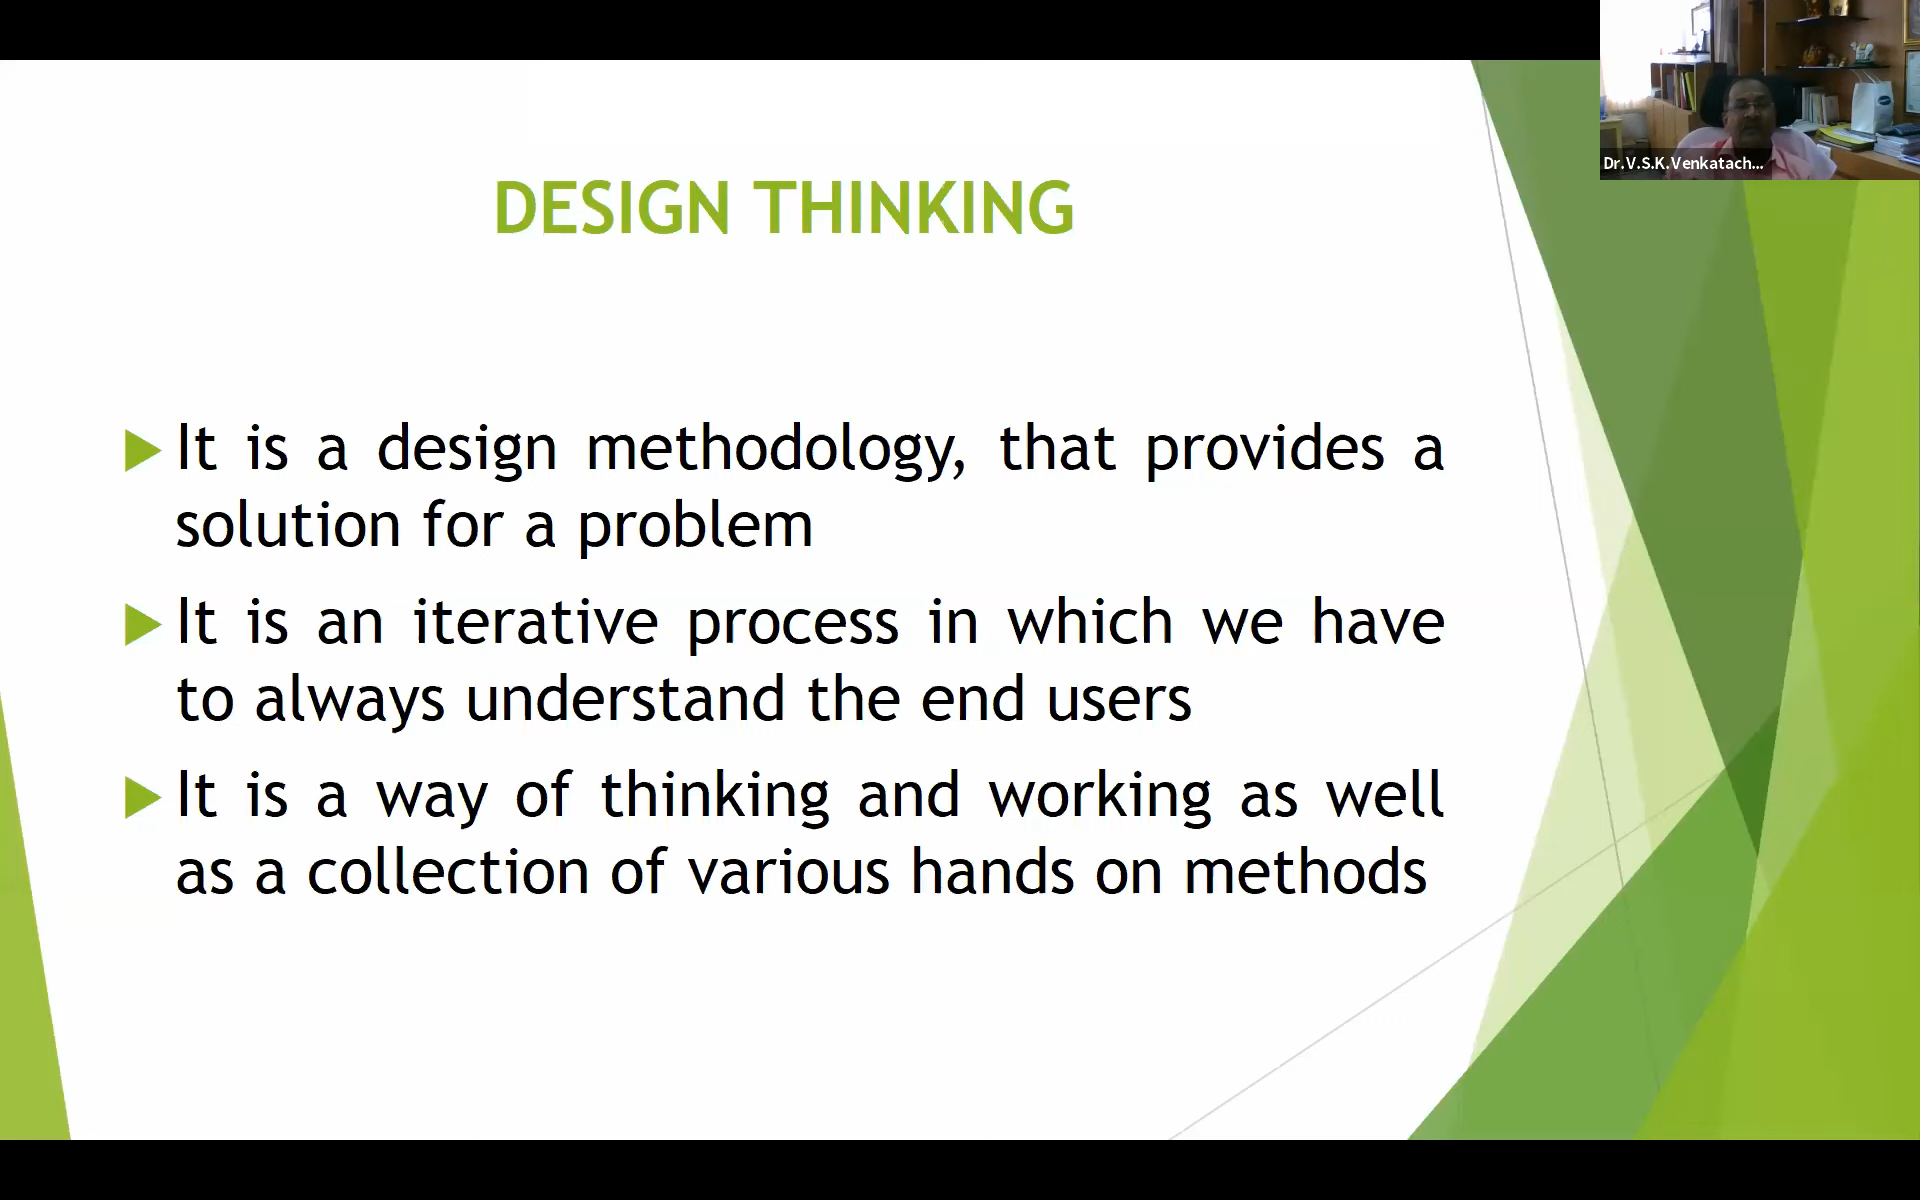 Dr.V.S.K.Venkatach...
DESIGN THINKING
It is a design methodology, that provides a
solution for a problem
It is an iterative process in which we have
to always understand the end users
It is a way of thinking and working as well
as a collection of various hands on methods